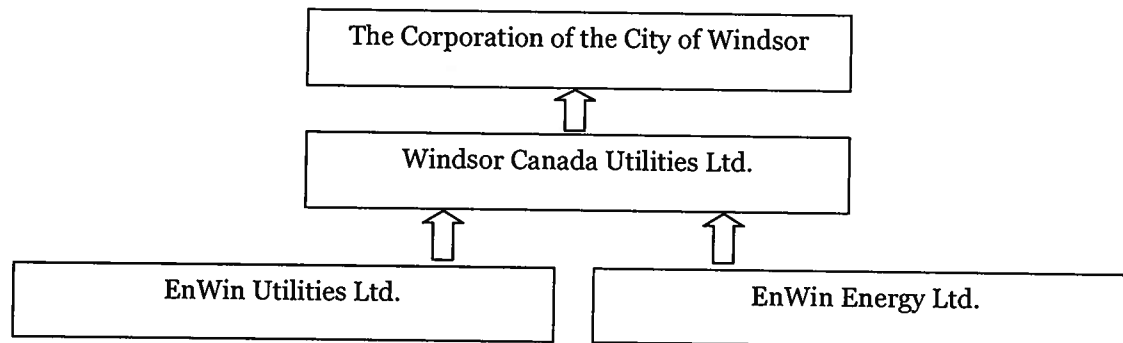 The Corporation of the City of Windsor
Windsor Canada Utilities Ltd.
EnWin Utilities Ltd.
EnWin Energy Ltd.